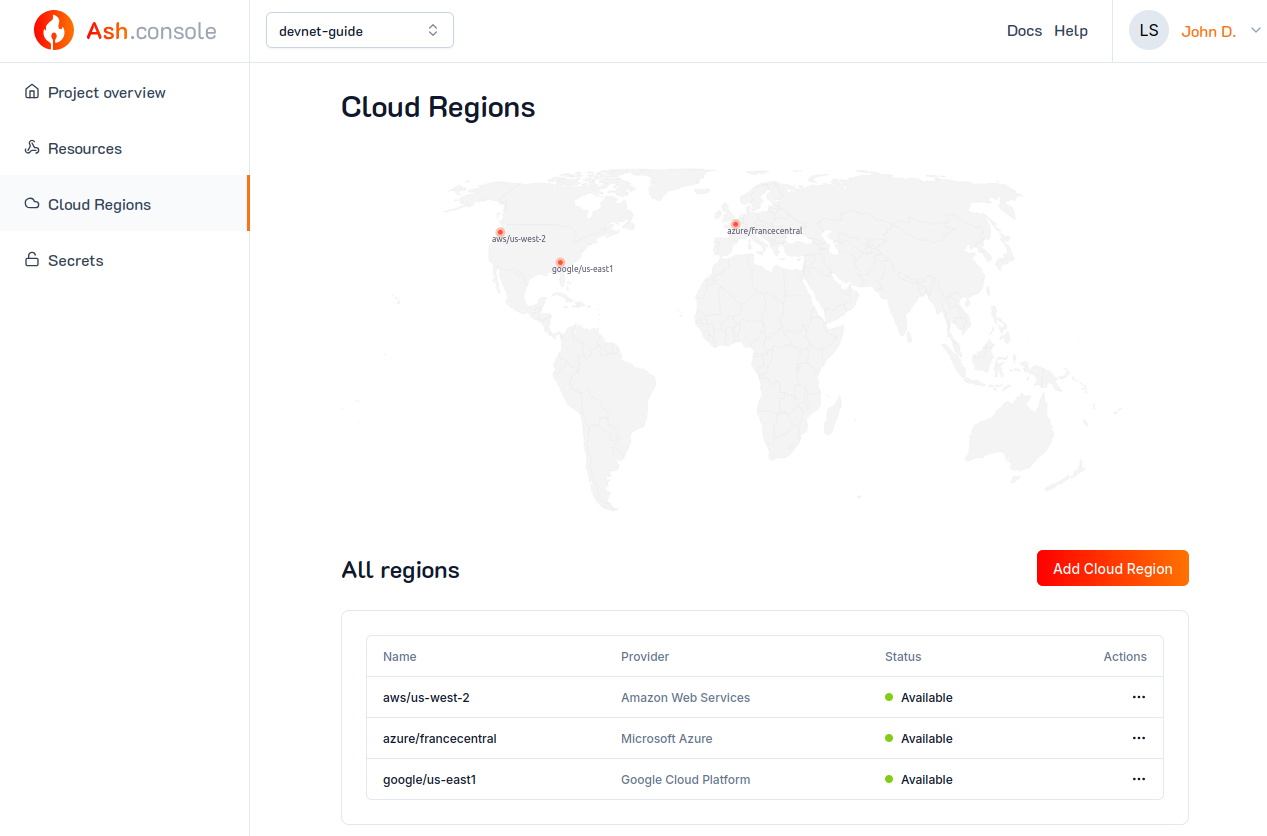 Ash.console
devnet-guide
Docs Help
LS John D.
Project overview
Resources
Cloud Regions
Secrets
Cloud Regions
azure/francecentral
aws/us-west-2
google/us-east1
All regions
Add Cloud Region
Name Provider Status Actions
aws/us-west-2 Amazon Web Services Available
azure/francecentral Microsoft Azure Available
google/us-east1 Google Cloud Platform Available